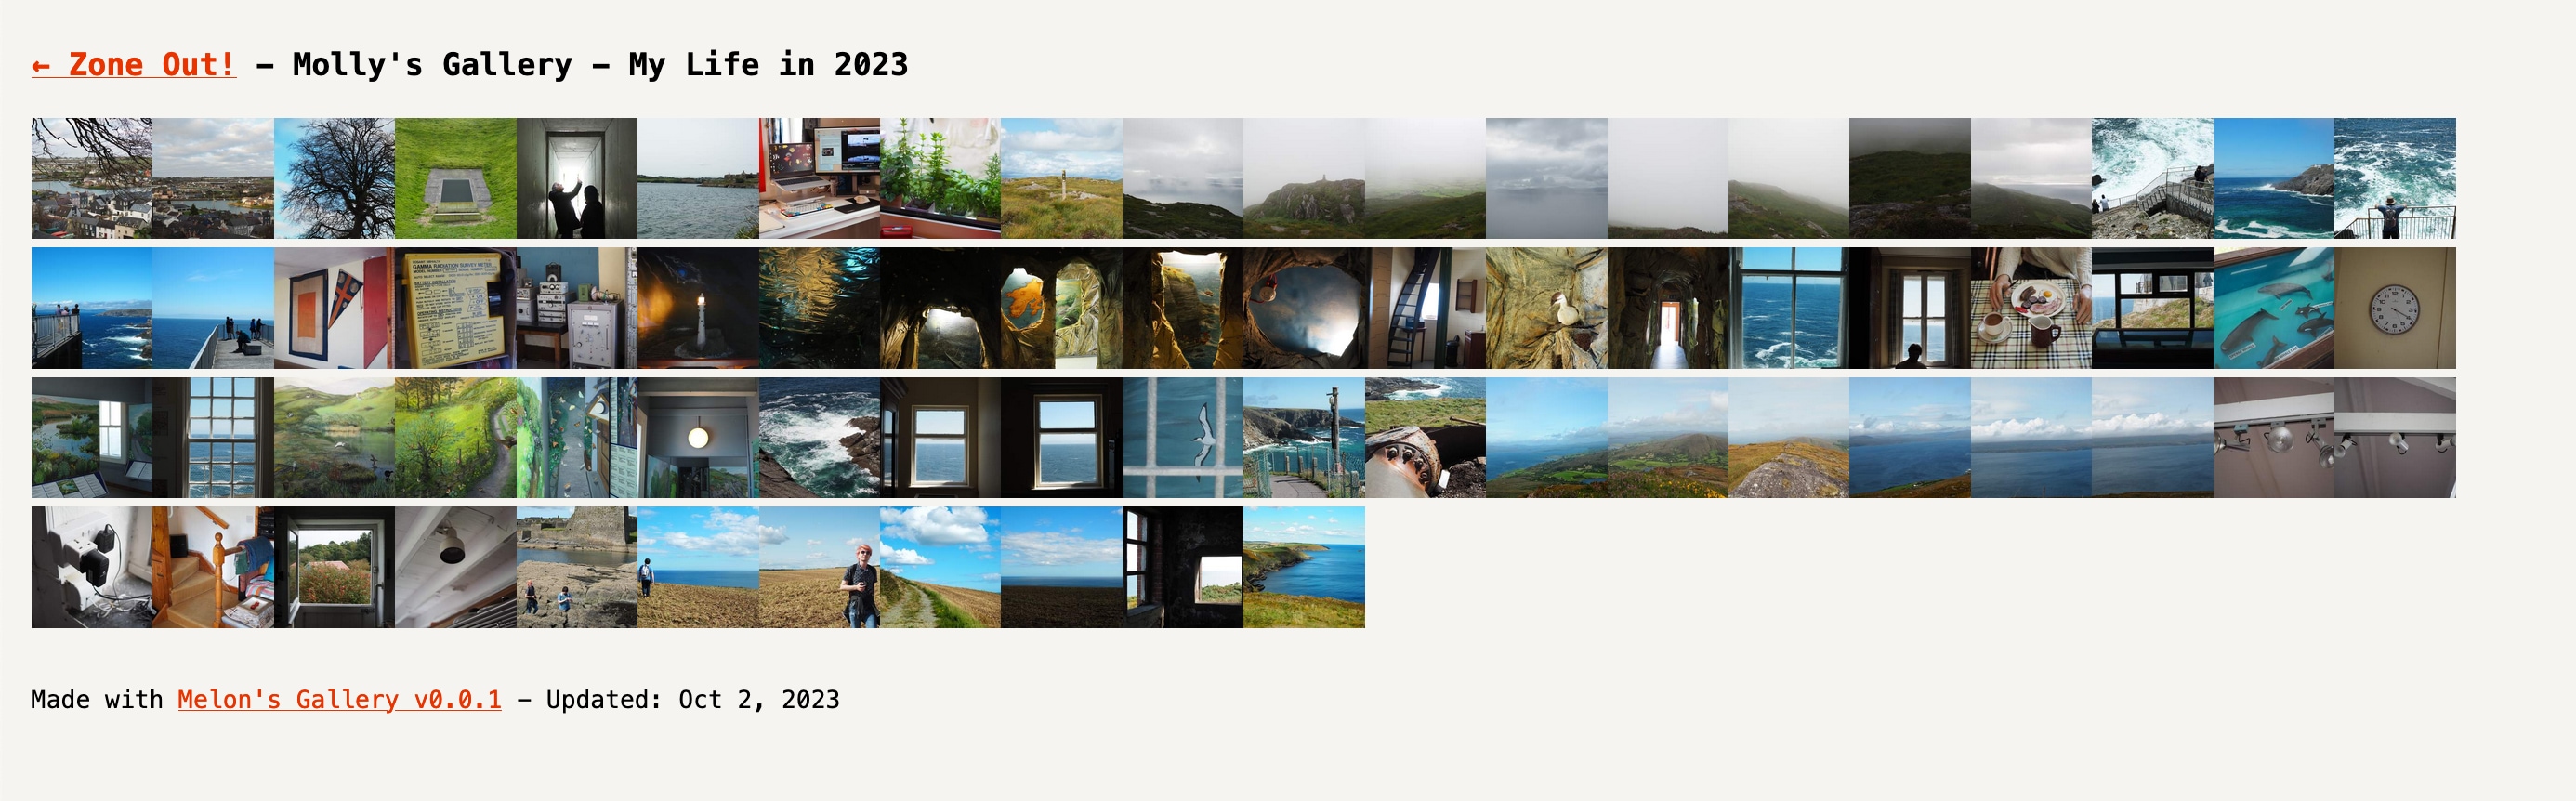 ← Zone Out! – Molly's Gallery – My Life in 2023
GAMMA RADIATION SURVEY METER
Made with Melon's Gallery v0.0.1 – Updated: Oct 2, 2023